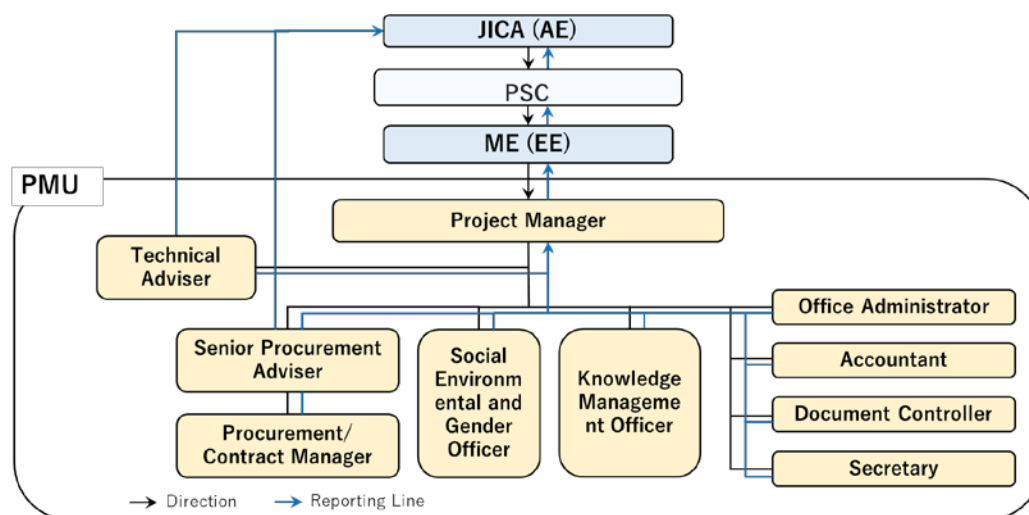 JICA (AE)
PSC
ME (EE)
PMU
Project Manager
Technical
Adviser
Office Administrator
Senior Procurement
Adviser
Social
Environm
ental and
Gender
Officer
Knowledge
Manageme
nt Officer
Accountant
Document Controller
Procurement/
Contract Manager
Secretary
Direction
Reporting Line